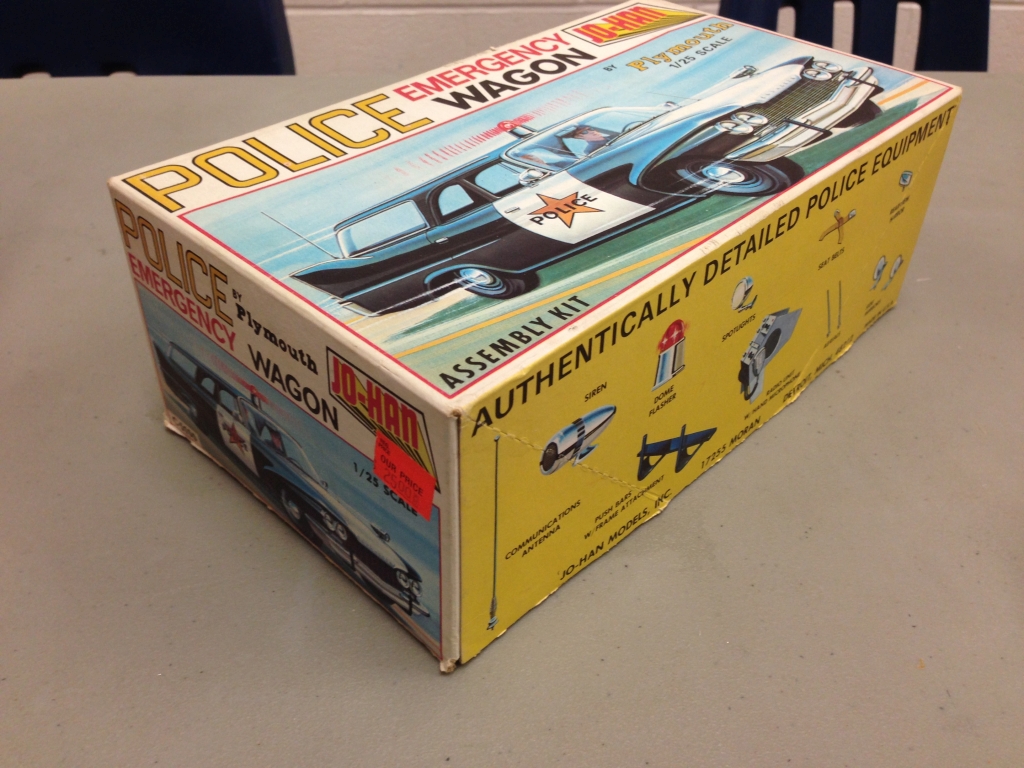 POLICE
EMERGENCY
WAGON
JO-HAN
BY Plymouth
1/25 SCALE
POLICE
ASSEMBLY KIT
POLICE
EMERGENCY
BY
Plymouth
WAGON
JO-HAN
1/25 SCALE
OUR PRICE
AUTHENTICALLY DETAILED POLICE EQUIPMENT
SIREN
DOME
FLASHER
SPOTLIGHTS
SEAT BELTS
COMMUNICATIONS
ANTENNA
PUSH BARS
W/FRAME ATTACHMENT
JO-HAN MODELS, INC.
17255 MORAN